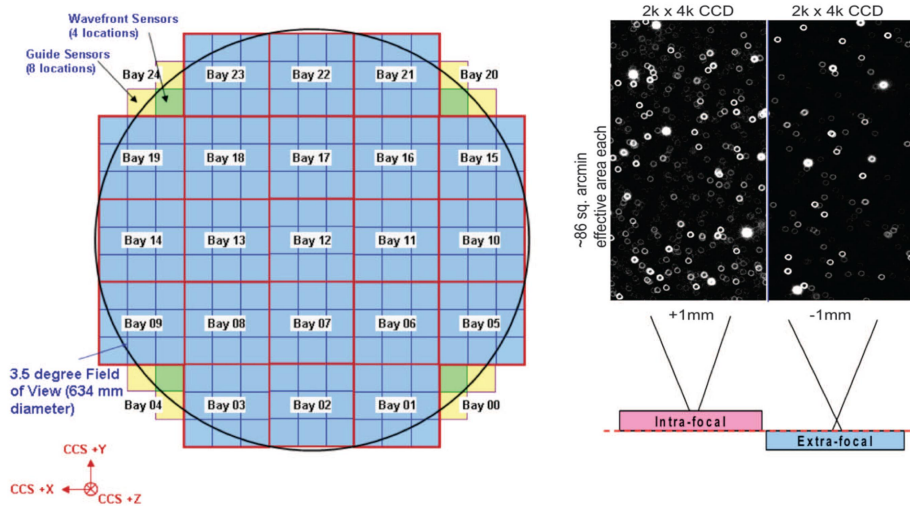 Wavefront Sensors
(4 locations)
Guide Sensors
(8 locations)
Bay 24
Bay 23
Bay 22
Bay 21
Bay 20
Bay 19
Bay 18
Bay 17
Bay 16
Bay 15
Bay 14
Bay 13
Bay 12
Bay 11
Bay 10
Bay 09
Bay 08
Bay 07
Bay 06
Bay 05
3.5 degree Field
of View (634 mm
diameter)
Bay 04
Bay 03
Bay 02
Bay 01
Bay 00
CCS +Y
CCS +X
CCS +Z
2k x 4k CCD
2k x 4k CCD
~86 sq. arcmin
effective area each
+1mm
-1mm
Intra-focal
Extra-focal